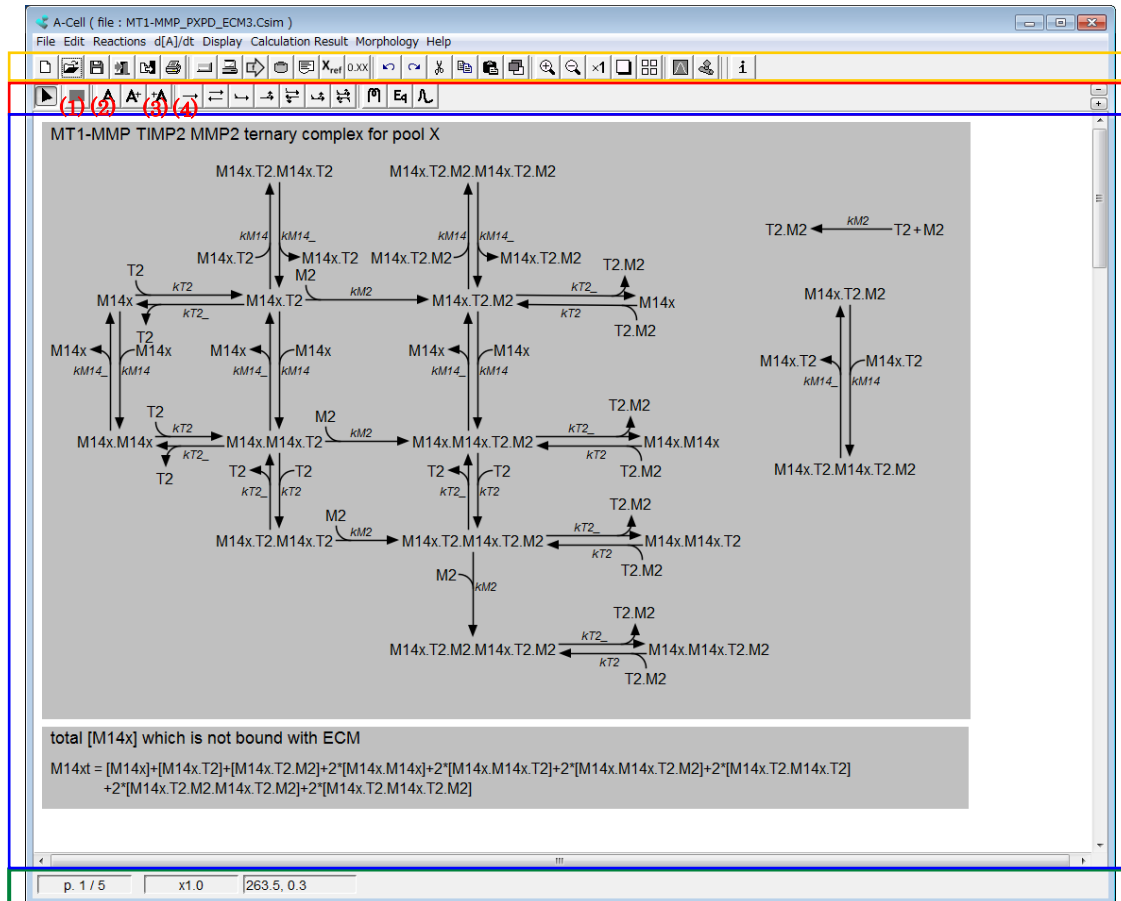 A-Cell ( file : MT1-MMP_PXPD_ECM3.Csim )
File Edit Reactions d[A]/dt Display Calculation Result Morphology Help
Xref 0.XX ×1 i
(1) (2) A A+ (3) +A (4) Eq
MT1-MMP TIMP2 MMP2 ternary complex for pool X
M14x.T2.M14x.T2 M14x.T2.M2.M14x.T2.M2
T2.M2 kM2 T2+M2
kM14 kM14_ kM14 kM14_
M14x.T2 M14x.T2 M14x.T2.M2 M14x.T2.M2
T2 M2 T2.M2
kT2 kM2 kT2_
M14x M14x.T2 M14x.T2.M2 M14x
M14x.T2.M2
kT2_ kT2
T2 T2.M2
M14x M14x M14x M14x M14x M14x
M14x.T2 M14x.T2
kM14_ kM14 kM14_ kM14 kM14_ kM14
kM14_ kM14
T2 M2 T2.M2
kT2 kM2 kT2_
M14x.M14x M14x.M14x.T2 M14x.M14x.T2.M2 M14x.M14x
kT2_ kT2
T2 T2 T2 T2 T2 T2.M2
M14x.T2.M14x.T2.M2
kT2_ kT2 kT2_ kT2
M2 T2.M2
kM2 kT2_
M14x.T2.M14x.T2 M14x.T2.M14x.T2.M2 M14x.M14x.T2
kT2
T2.M2
M2 kM2
T2.M2
kT2_
M14x.T2.M2.M14x.T2.M2 M14x.M14x.T2.M2
kT2
T2.M2
total [M14x] which is not bound with ECM
M14xt = [M14x]+[M14x.T2]+[M14x.T2.M2]+2*[M14x.M14x]+2*[M14x.M14x.T2]+2*[M14x.M14x.T2.M2]+2*[M14x.T2.M14x.T2]
+2*[M14x.T2.M2.M14x.T2.M2]+2*[M14x.T2.M14x.T2.M2]
p. 1 / 5 x1.0 263.5, 0.3